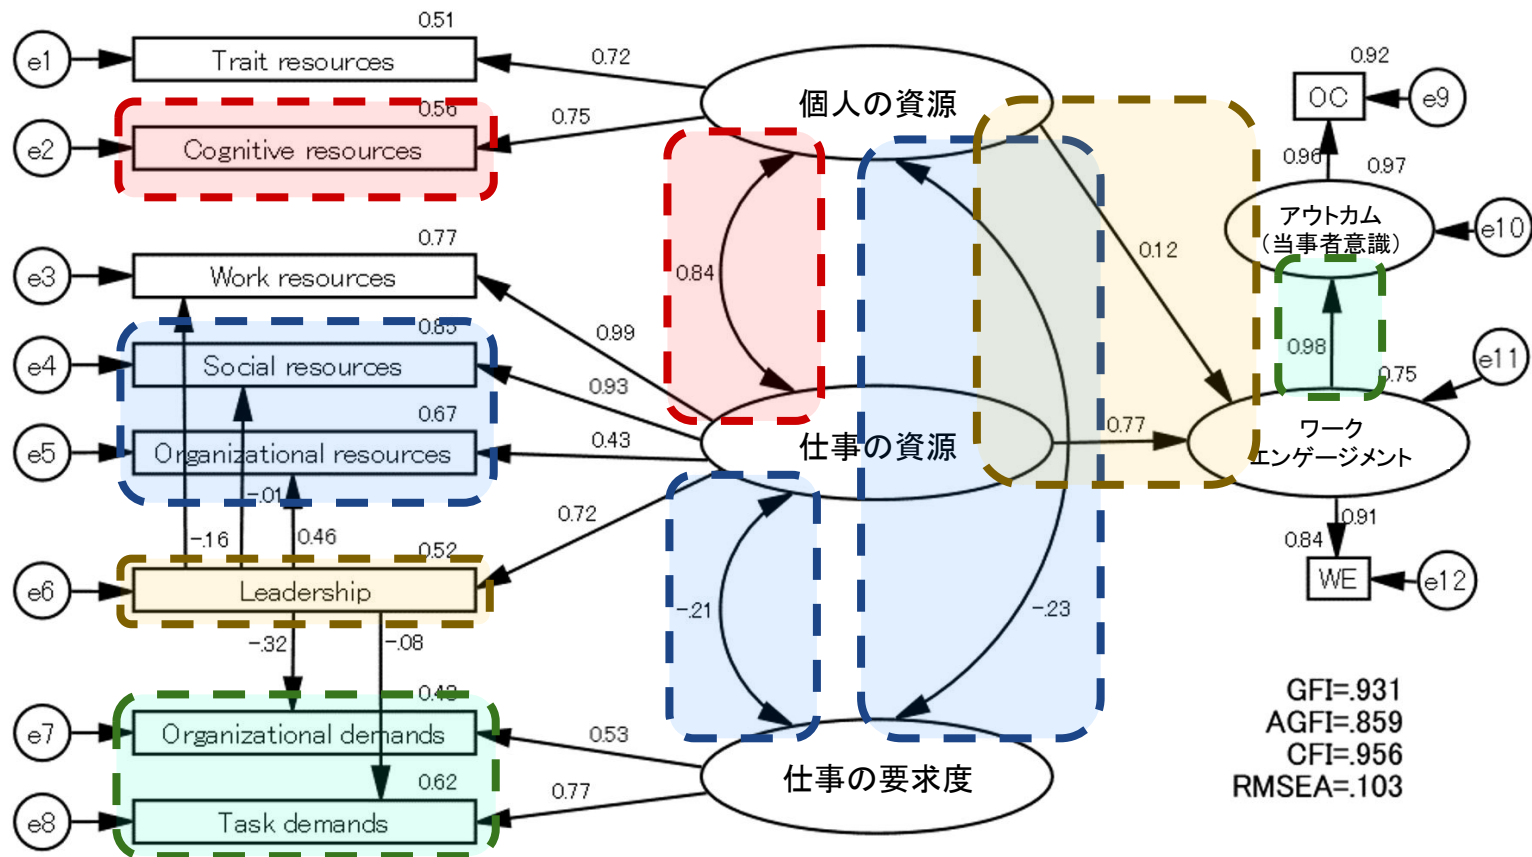 0.51
e1
Trait resources
0.72
個人の資源
0.92
OC
e9
0.56
e2
Cognitive resources
0.75
0.96
0.97
アウトカム
（当事者意識）
e10
0.77
e3
Work resources
0.84
0.12
0.99
0.98
0.85
e4
Social resources
0.93
0.75
e11
0.67
e5
Organizational resources
0.43
仕事の資源
0.77
ワーク
エンゲージメント
-.01
-.16
0.46
0.72
0.91
0.84
0.52
e6
Leadership
WE
e12
-.21
-.23
-.32
-.08
0.43
e7
Organizational demands
0.53
0.62
e8
Task demands
0.77
仕事の要求度
GFI=.931
AGFI=.859
CFI=.956
RMSEA=.103